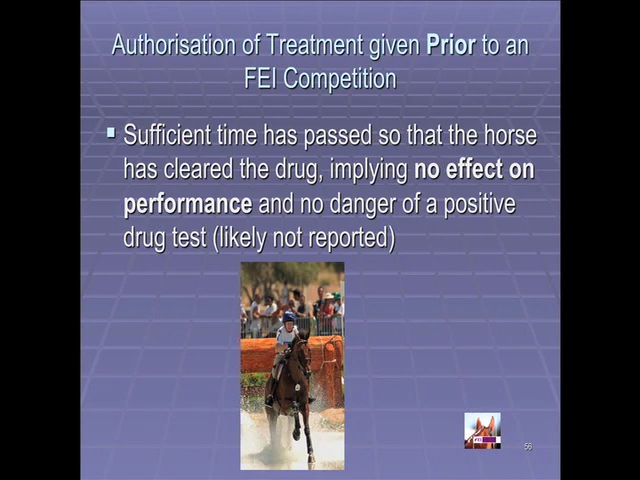 Authorisation of Treatment given Prior to an
FEI Competition
Sufficient time has passed so that the horse
has cleared the drug, implying no effect on
performance and no danger of a positive
drug test (likely not reported)
FEI
56